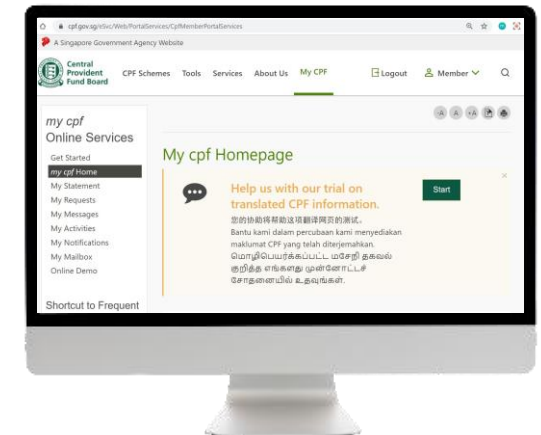 cpf.gov.sg/eSvc/Web/PortalServices/CpfMemberPortalServices
A Singapore Government Agency Website
Central
Provident
Fund Board
CPF Schemes Tools Services About Us My CPF Logout Member
-A A +A
my cpf
Online Services
Get Started
my cpf Home
My Statement
My Requests
My Messages
My Activities
My Notifications
My Mailbox
Online Demo
Shortcut to Frequent
My cpf Homepage
Help us with our trial on
translated CPF information.
您的协助将帮助这项翻译网页的测试。
Bantu kami dalam percubaan kami menyediakan
maklumat CPF yang telah diterjemahkan.
மொழிபெயர்க்கப்பட்ட மசேநி தகவல்
குறித்த எங்களது முன்னோட்டச்
சோதனையில் உதவுங்கள்.
Start